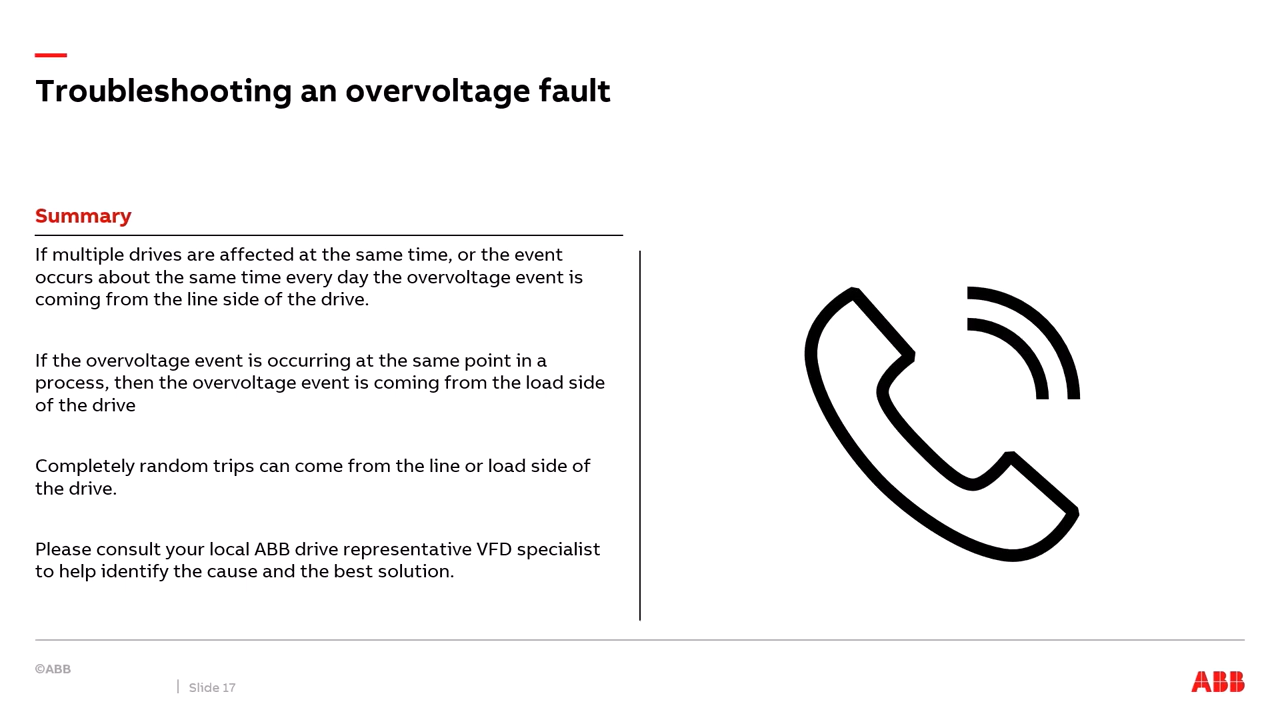 Troubleshooting an overvoltage fault
Summary
If multiple drives are affected at the same time, or the event
occurs about the same time every day the overvoltage event is
coming from the line side of the drive.
If the overvoltage event is occurring at the same point in a
process, then the overvoltage event is coming from the load side
of the drive
Completely random trips can come from the line or load side of
the drive.
Please consult your local ABB drive representative VFD specialist
to help identify the cause and the best solution.
©ABB
Slide 17
ABB